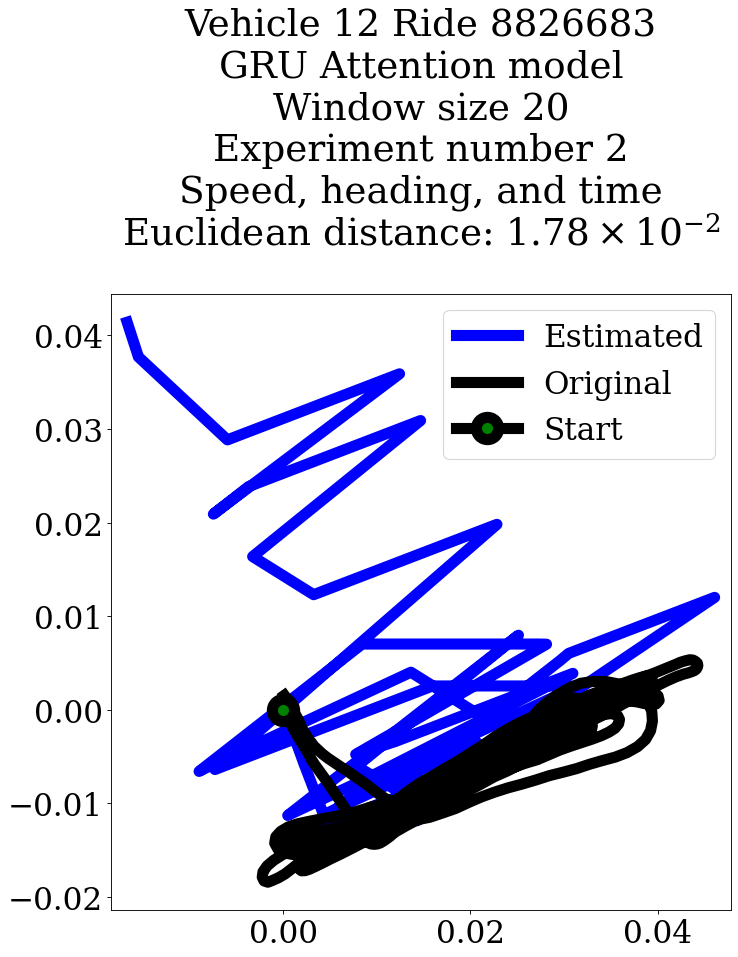 Vehicle 12 Ride 8826683
GRU Attention model
Window size 20
Experiment number 2
Speed, heading, and time
Euclidean distance: 1.78 × 10⁻²
Estimated
Original
Start
0.04
0.03
0.02
0.01
0.00
−0.01
−0.02
0.00 0.02 0.04